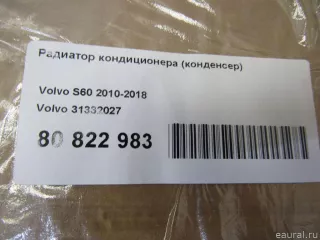 Радиатор кондиционера (конденсер)
Volvo S60 2010-2018
Volvo 31332027
80 822 983
eaural.ru